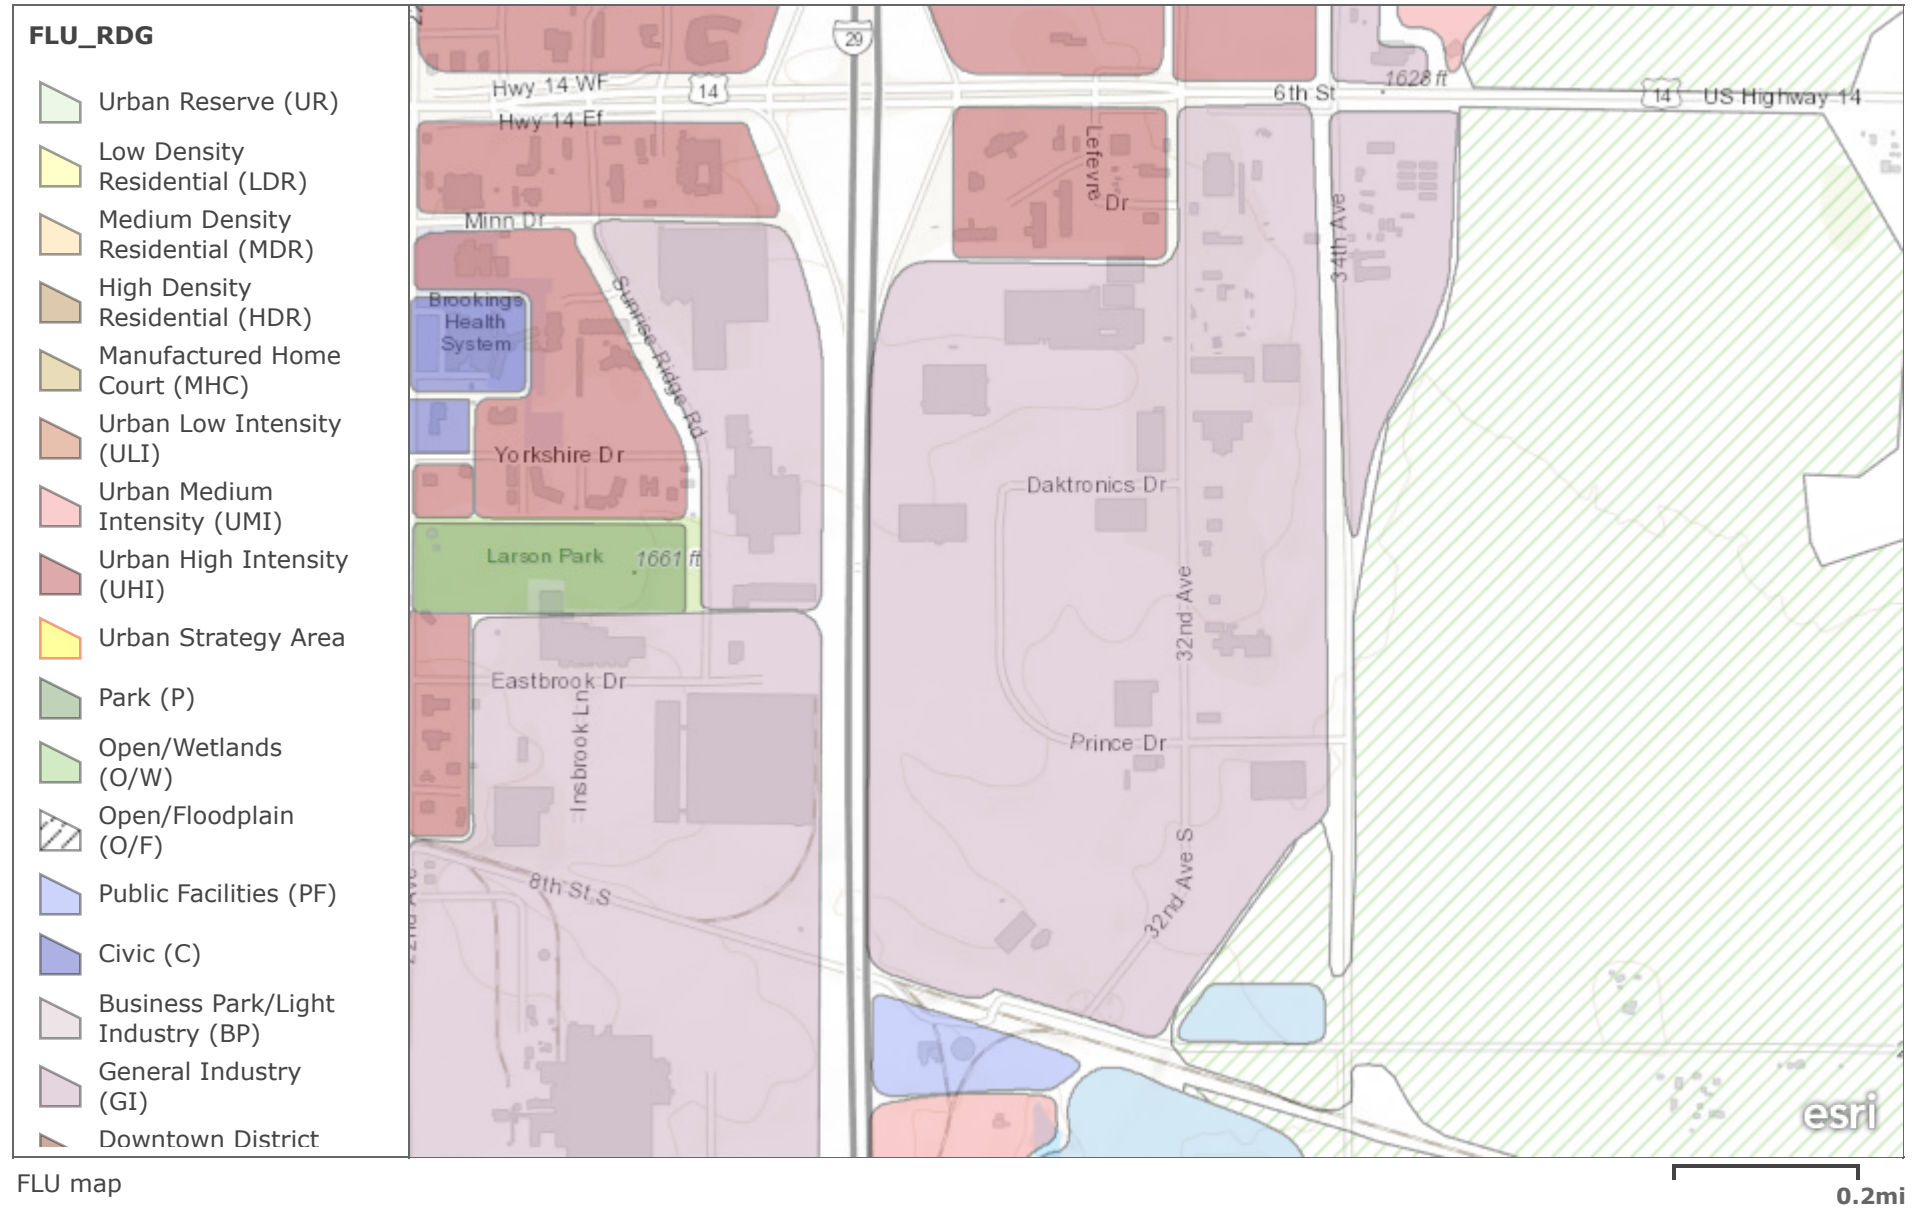 FLU_RDG
Urban Reserve (UR)
Low Density
Residential (LDR)
Medium Density
Residential (MDR)
High Density
Residential (HDR)
Manufactured Home
Court (MHC)
Urban Low Intensity
(ULI)
Urban Medium
Intensity (UMI)
Urban High Intensity
(UHI)
Urban Strategy Area
Park (P)
Open/Wetlands
(O/W)
Open/Floodplain
(O/F)
Public Facilities (PF)
Civic (C)
Business Park/Light
Industry (BP)
General Industry
(GI)
Downtown District
29
Hwy 14 WF
14
6th St
1628 ft
14
US Highway 14
Hwy 14 Ef
Lefevre
Dr
Minn Dr
34th Ave
Brookings
Health
System
Sunrise Ridge Rd
Yorkshire Dr
Daktronics Dr
Larson Park
1661 ft
32nd Ave
Eastbrook Dr
Insbrook Ln
Prince Dr
8th St S
32nd Ave S
22nd Ave
esri
FLU map
0.2mi